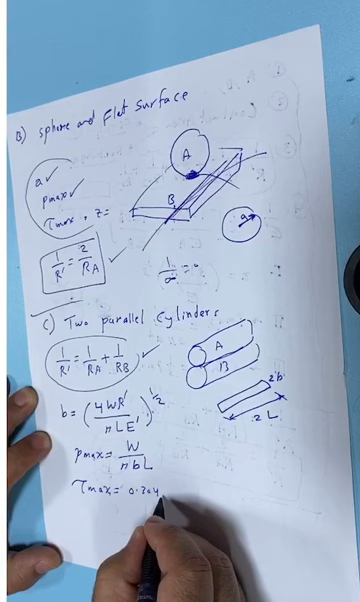 B) sphere and Flat surface
a ✓
pmax ✓
τmax, z=
A
B
a
1/R' = 2/RA ✓
1/∞ = 0
C) Two parallel Cylinders
1/R' = 1/RA + 1/RB ✓
A
B
b = (4WR'/πLE')^1/2
2b
2L
pmax = W/πbL
τmax = 0.304